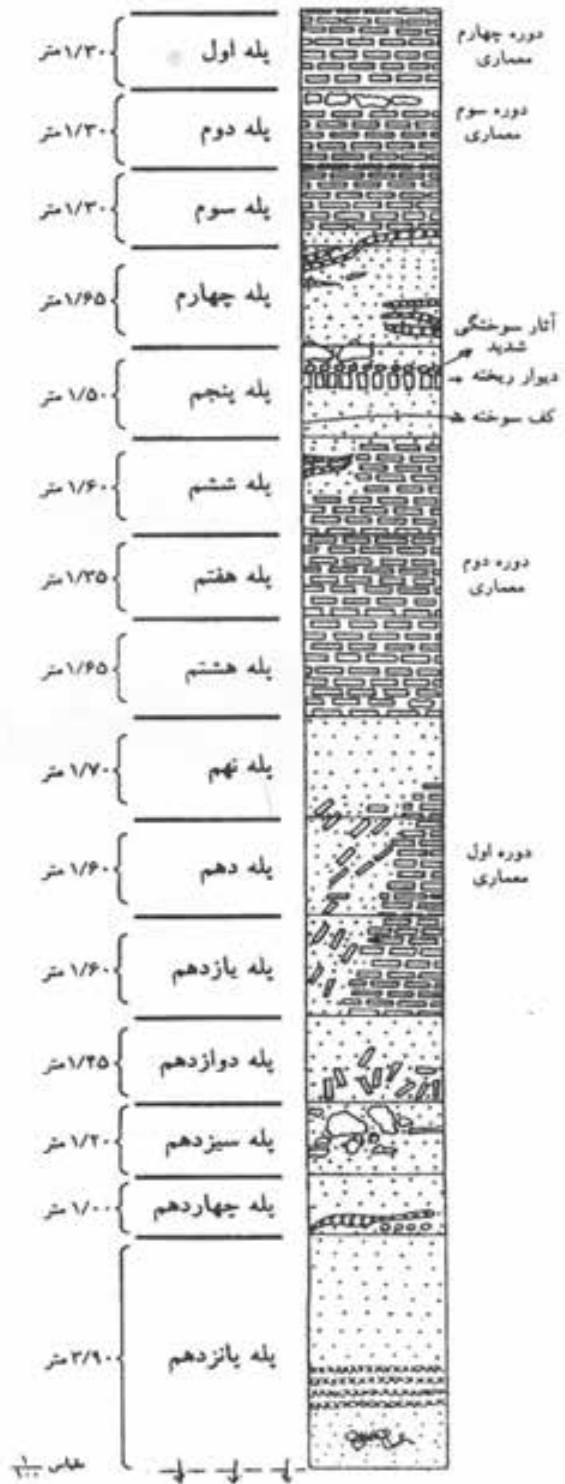 دوره چهارم
معماری
پله اول
۱/۳۰ متر
دوره سوم
معماری
پله دوم
۱/۳۰ متر
پله سوم
۱/۳۰ متر
پله چهارم
۱/۶۵ متر
آثار سوختگی
شدید
دیوار ریخته
کف سوخته
پله پنجم
۱/۵۰ متر
پله ششم
۱/۶۰ متر
دوره دوم
معماری
پله هفتم
۱/۳۵ متر
پله هشتم
۱/۶۵ متر
پله نهم
۱/۷۰ متر
دوره اول
معماری
پله دهم
۱/۶۰ متر
پله یازدهم
۱/۶۰ متر
پله دوازدهم
۱/۴۵ متر
پله سیزدهم
۱/۲۰ متر
پله چهاردهم
۱/۰۰ متر
پله پانزدهم
۳/۹۰ متر
مقیاس ۱/۱۰۰